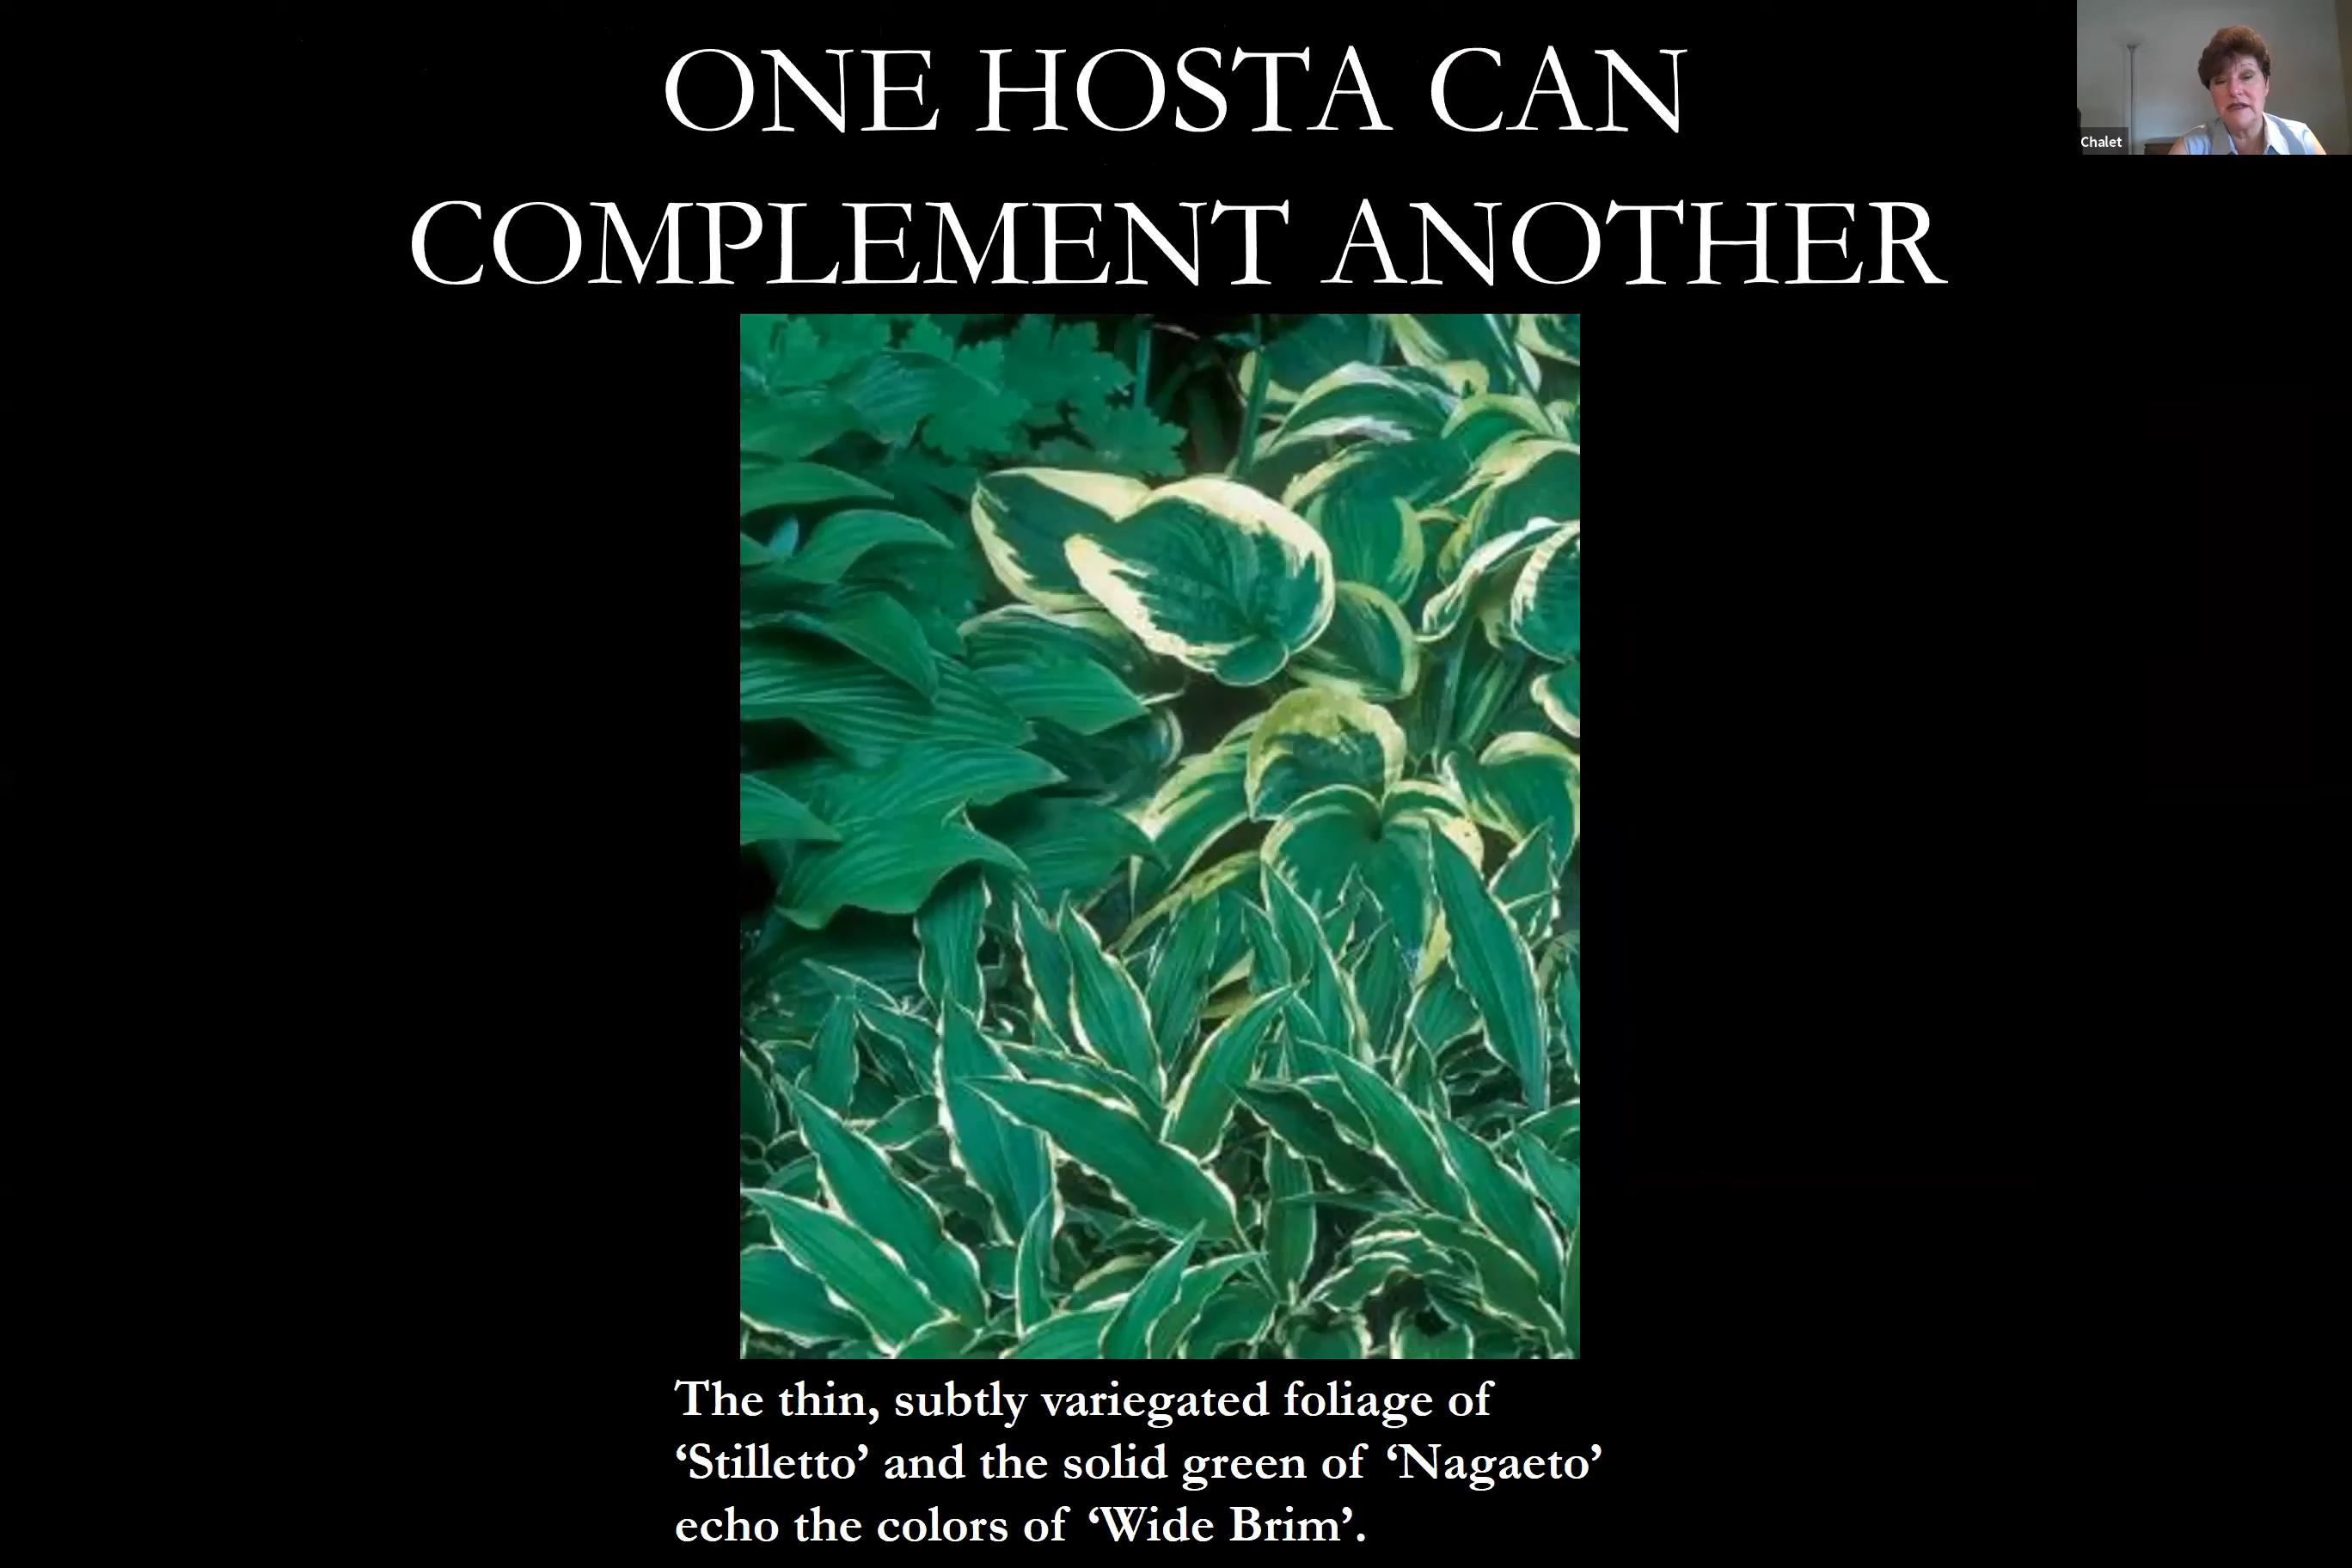 ONE HOSTA CAN
COMPLEMENT ANOTHER
Chalet
The thin, subtly variegated foliage of
‘Stilletto’ and the solid green of ‘Nagaeto’
echo the colors of ‘Wide Brim’.